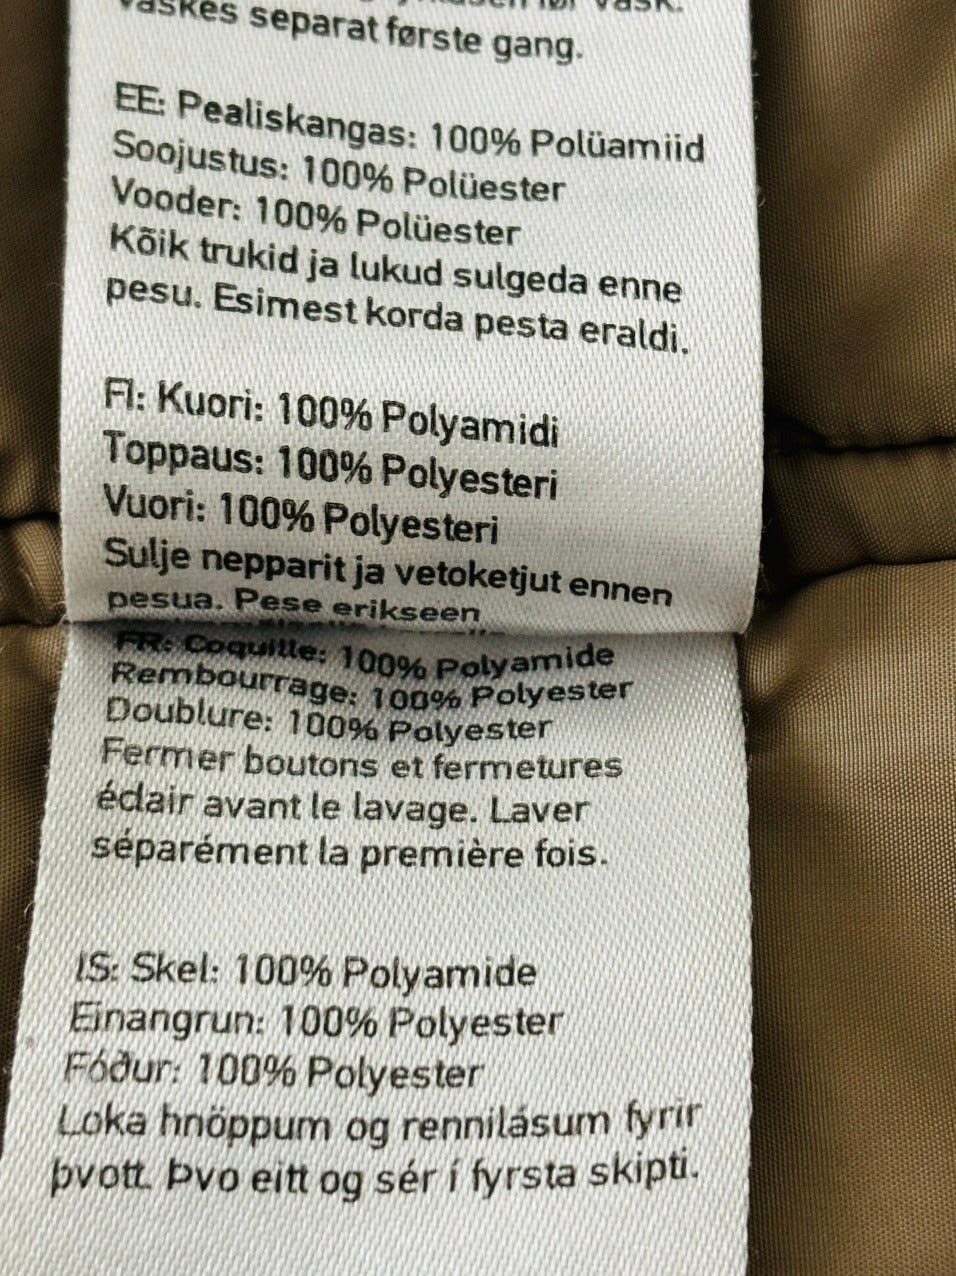 vaskes separat første gang.
EE: Pealiskangas: 100% Polüamiid
Soojustus: 100% Polüester
Vooder: 100% Polüester
Kõik trukid ja lukud sulgeda enne
pesu. Esimest korda pesta eraldi.
FI: Kuori: 100% Polyamidi
Toppaus: 100% Polyesteri
Vuori: 100% Polyesteri
Sulje nepparit ja vetoketjut ennen
pesua. Pese erikseen
FR: Coquille: 100% Polyamide
Rembourrage: 100% Polyester
Doublure: 100% Polyester
Fermer boutons et fermetures
éclair avant le lavage. Laver
séparément la première fois.
IS: Skel: 100% Polyamide
Einangrun: 100% Polyester
Fóður: 100% Polyester
Loka hnöppum og rennilásum fyrir
þvott. Þvo eitt og sér í fyrsta skipti.